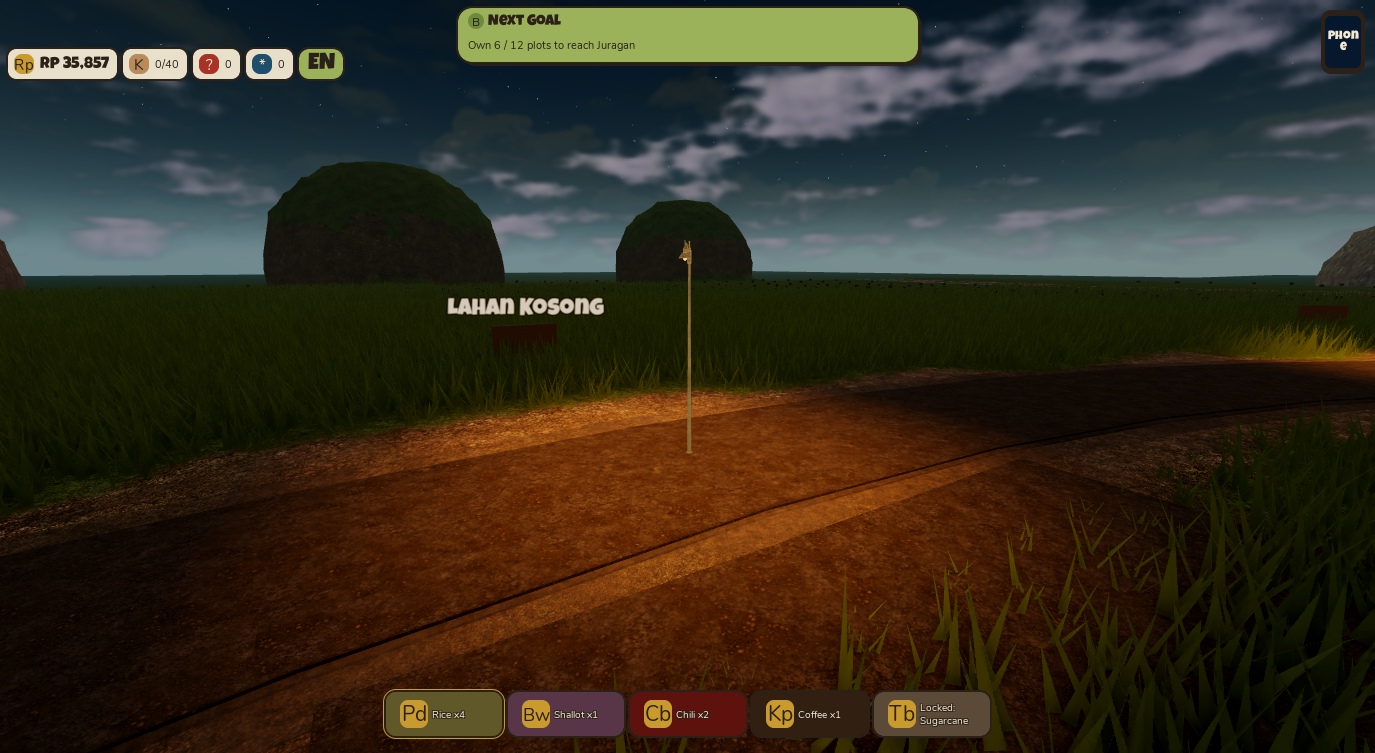 B NEXT GOAL
Own 6 / 12 plots to reach Juragan
Rp RP 35,857
K 0/40
? 0
* 0
EN
PHON
E
LAHAN KOSONG
Pd Rice x4
Bw Shallot x1
Cb Chili x2
Kp Coffee x1
Tb Locked:
Sugarcane